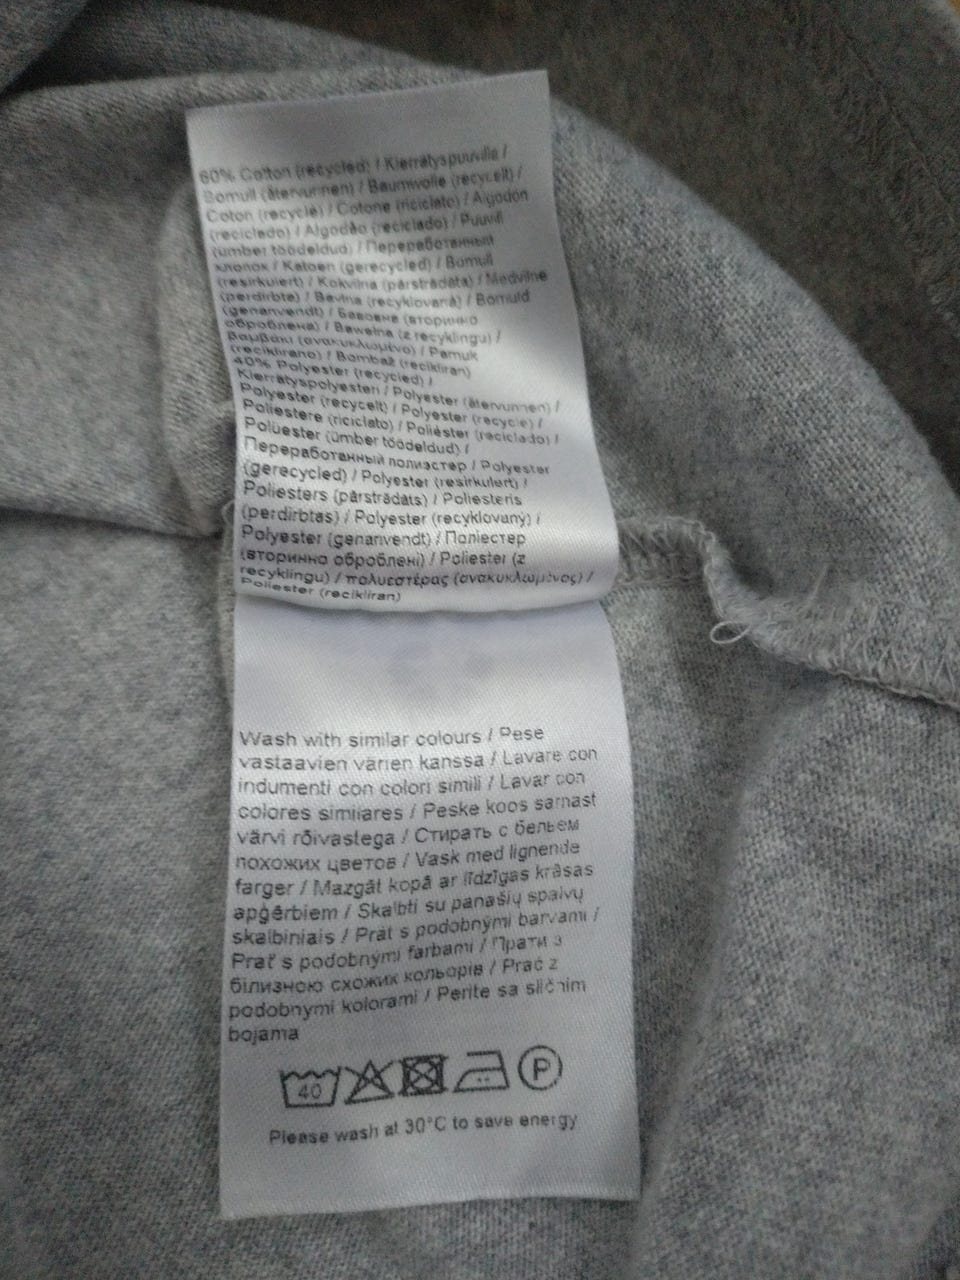 60% Cotton (recycled) / Kierrätyspuuvilla /
Bomull (återvunnen) / Baumwolle (recycelt) /
Coton (recyclé) / Cotone (riciclato) / Algodón
(reciclado) / Algodão (reciclado) / Puuvill
(ümber töödeldud) / Переработанный
хлопок / Katoen (gerecycled) / Bomull
(resirkulert) / Kokvilna (pārstrādāta) / Medvilnė
(perdirbta) / Bavlna (recyklovaná) / Bomuld
(genanvendt) / Бавовна (вторинно
оброблена) / Bawełna (z recyklingu) /
Βαμβάκι (ανακυκλωμένο) / Pamuk
(reciklirano) / Bombaž (recikliran)
40% Polyester (recycled) /
Kierrätyspolyesteri / Polyester (återvunnen) /
Polyester (recycelt) / Polyester (recyclé) /
Poliestere (riciclato) / Poliéster (reciclado) /
Polüester (ümber töödeldud) /
Переработанный полиэстер / Polyester
(gerecycled) / Polyester (resirkulert) /
Poliesters (pārstrādāts) / Poliesteris
(perdirbtas) / Polyester (recyklovaný) /
Polyester (genanvendt) / Поліестер
(вторинно оброблені) / Poliester (z
recyklingu) / πολυεστέρας (ανακυκλωμένος) /
Poliester (recikliran)
Wash with similar colours / Pese
vastaavien värien kanssa / Lavare con
indumenti con colori simili / Lavar con
colores similares / Peske koos samast
värvi rõivastega / Стирать с бельем
похожих цветов / Vask med lignende
farger / Mazgāt kopā ar līdzīgas krāsas
apģērbiem / Skalbti su panašių spalvų
skalbiniais / Prát s podobnými barvami /
Prať s podobnými farbami / Прати з
білизною схожих кольорів / Prać z
podobnymi kolorami / Perite sa sličnim
bojama
40 P
Please wash at 30°C to save energy